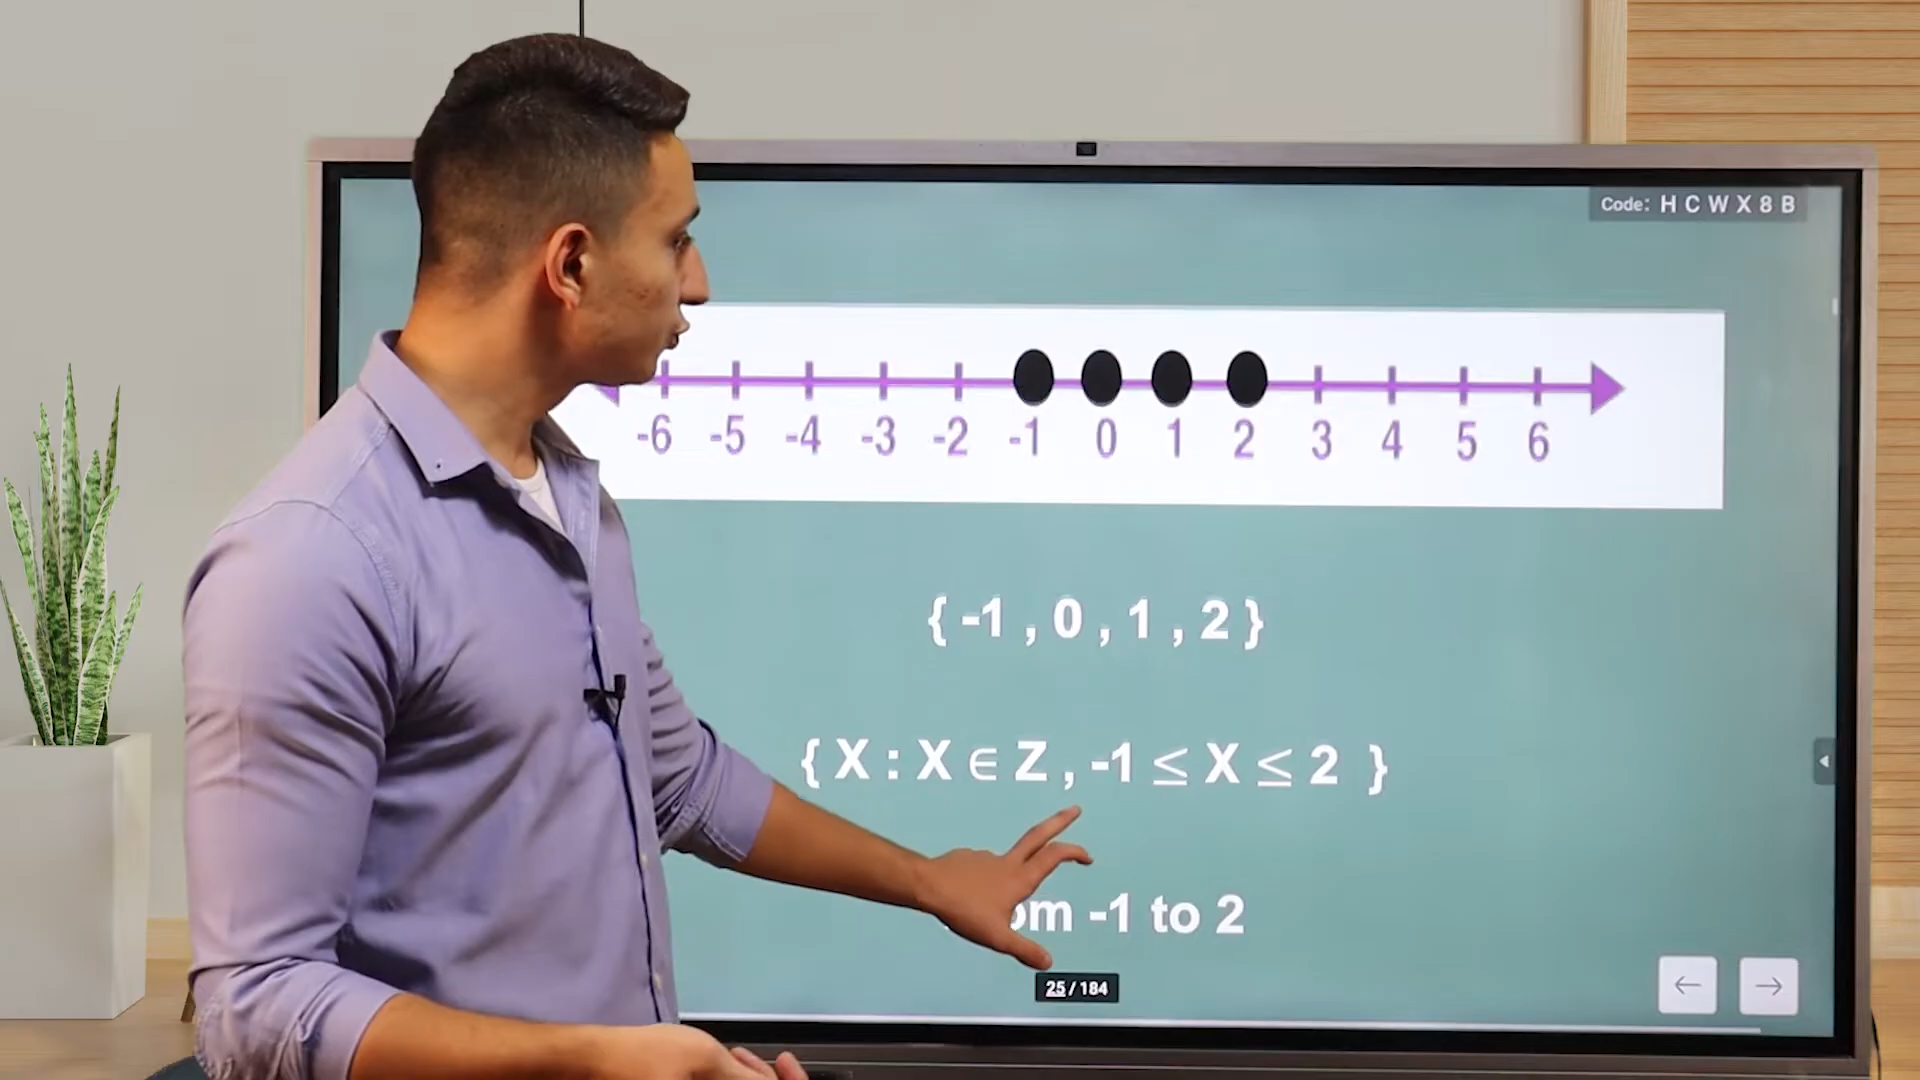 Code: H C W X 8 B
-6 -5 -4 -3 -2 -1 0 1 2 3 4 5 6
{ -1 , 0 , 1 , 2 }
{ X : X ∈ Z , -1 ≤ X ≤ 2 }
-1 to 2
25 / 184